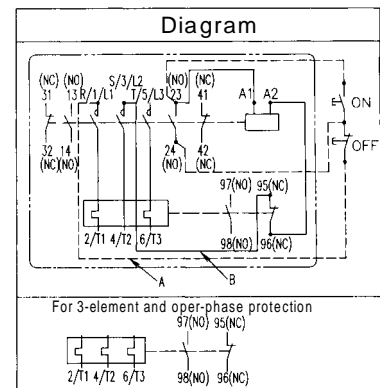 Diagram
(NC) (NO) S/3/L2 (NO) (NC)
31 13 R/1/L1 T/5/L3 23 41 A1 A2
ON
OFF
32 14 24 42
(NC) (NO) (NO) (NC)
97(NO) 95(NC)
2/T1 4/T2 6/T3 98(NO) 96(NC)
A B
For 3-element and oper-phase protection
97(NO) 95(NC)
2/T1 4/T2 6/T3 98(NO) 96(NC)